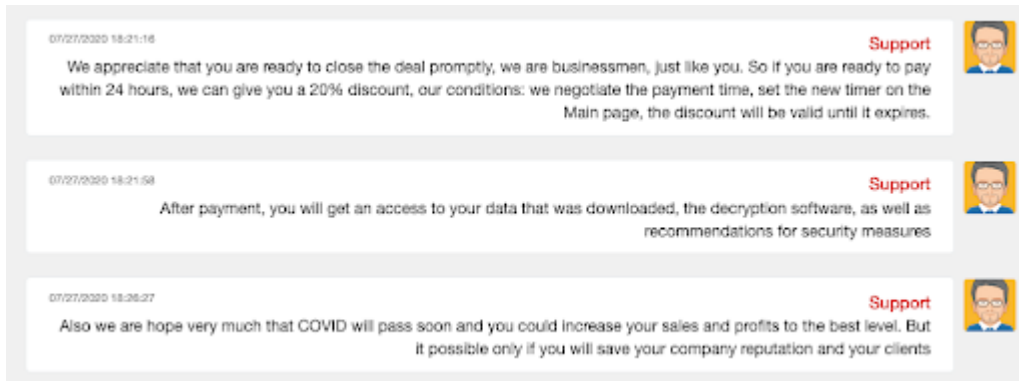 07/27/2020 18:21:16
Support
We appreciate that you are ready to close the deal promptly, we are businessmen, just like you. So if you are ready to pay
within 24 hours, we can give you a 20% discount, our conditions: we negotiate the payment time, set the new timer on the
Main page, the discount will be valid until it expires.
07/27/2020 18:21:58
Support
After payment, you will get an access to your data that was downloaded, the decryption software, as well as
recommendations for security measures
07/27/2020 18:26:27
Support
Also we are hope very much that COVID will pass soon and you could increase your sales and profits to the best level. But
it possible only if you will save your company reputation and your clients